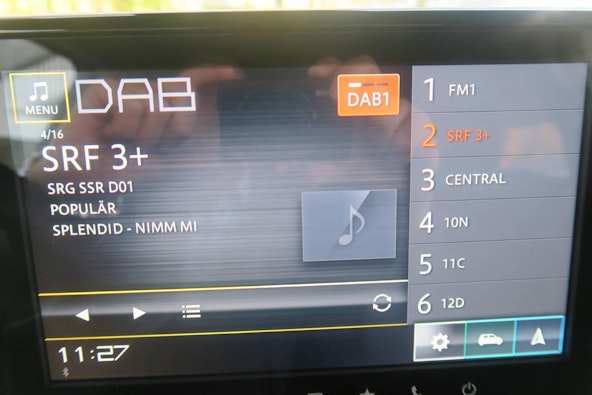 DAB
MENU
DAB1
4/16
SRF 3+
SRG SSR D01
POPULÄR
SPLENDID - NIMM MI
1 FM1
2 SRF 3+
3 CENTRAL
4 10N
5 11C
6 12D
11:27